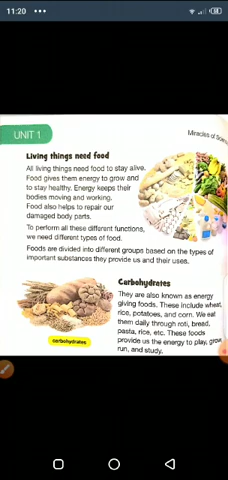 11:20
UNIT 1
Miracles of Scien
Living things need food
All living things need food to stay alive.
Food gives them energy to grow and
to stay healthy. Energy keeps their
bodies moving and working.
Food also helps to repair our
damaged body parts.
To perform all these different functions,
we need different types of food.
Foods are divided into different groups based on the types of
important substances they provide us and their uses.
Carbohydrates
They are also known as energy
giving foods. These include wheat,
rice, potatoes, and corn. We eat
them daily through roti, bread,
pasta, rice, etc. These foods
provide us the energy to play, grow
run, and study.
carbohydrates